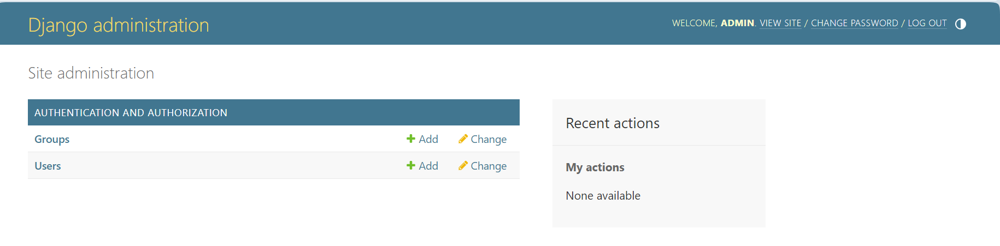 Django administration
WELCOME, ADMIN. VIEW SITE / CHANGE PASSWORD / LOG OUT
Site administration
AUTHENTICATION AND AUTHORIZATION
Groups Add Change
Users Add Change
Recent actions
My actions
None available